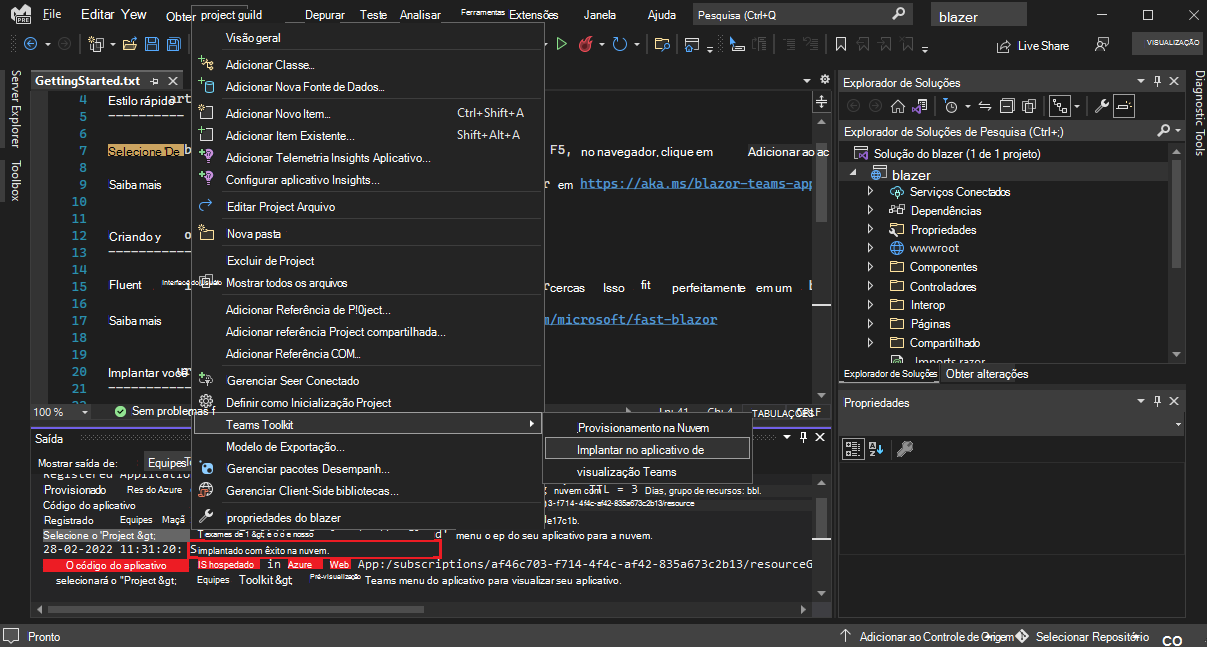 File Editar Yew Obter project guild Depurar Teste Analisar Ferramentas Extensões Janela Ajuda Pesquisa (Ctrl+Q blazer
Live Share VISUALIZAÇÃO
Server Explorer
Toolbox
GettingStarted.txt
4 Estilo rápido art
5 -----------
6
7 Selecione De b F5, no navegador, clique em Adicionar ao ac
8
9 Saiba mais r em https://aka.ms/blazor-teams-app
10
11
12 Criando y o
13
14
15 Fluent Interface do usuário cercas Isso fit perfeitamente em um
16
17 Saiba mais m/microsoft/fast-blazor
18
19
20 Implantar você
21
100 % Sem problemas f Ln: 41 Ch: 4 TABULAÇÕES
Visão geral
Adicionar Classe...
Adicionar Nova Fonte de Dados...
Adicionar Novo Item... Ctrl+Shift+A
Adicionar Item Existente... Shift+Alt+A
Adicionar Telemetria Insights Aplicativo...
Configurar aplicativo Insights...
Editar Project Arquivo
Nova pasta
Excluir de Project
Mostrar todos os arquivos
Adicionar Referência de P!0ject...
Adicionar referência Project compartilhada...
Adicionar Referência COM...
Gerenciar Seer Conectado
Definir como Inicialização Project
Teams Toolkit
Modelo de Exportação...
Gerenciar pacotes Desempanh...
Gerenciar Client-Side bibliotecas...
propriedades do blazer
Provisionamento na Nuvem
Implantar no aplicativo de
visualização Teams
Saída
Mostrar saída de: Equipes
Registered Applicatio
Provisionado Res do Azure nuvem com TTL = 3 Dias, grupo de recursos: bbl.
Código do aplicativo 3-f714-4f4c-af42-835a673c2b13/resource
Registrado Equipes Maçã le17c1b.
Selecione o 'Project &gt; Texames de 1 &gt; e o o e nosso d' menu o ep do seu aplicativo para a nuvem.
28-02-2022 11:31:20: Simplantado com êxito na nuvem.
O código do aplicativo IS hospedado in Azure Web App:/subscriptions/af46c703-f714-4f4c-af42-835a673c2b13/resourceG
selecionará o "Project &gt; Equipes Toolkit &gt; Pré-visualização Teams menu do aplicativo para visualizar seu aplicativo.
Explorador de Soluções
Explorador de Soluções de Pesquisa (Ctrl+;)
Solução do blazer (1 de 1 projeto)
blazer
Serviços Conectados
Dependências
Propriedades
wwwroot
Componentes
Controladores
Interop
Páginas
Compartilhado
_Imports.razor
Explorador de Soluções Obter alterações
Propriedades
Diagnostic Tools
Pronto Adicionar ao Controle de Origem Selecionar Repositório CO